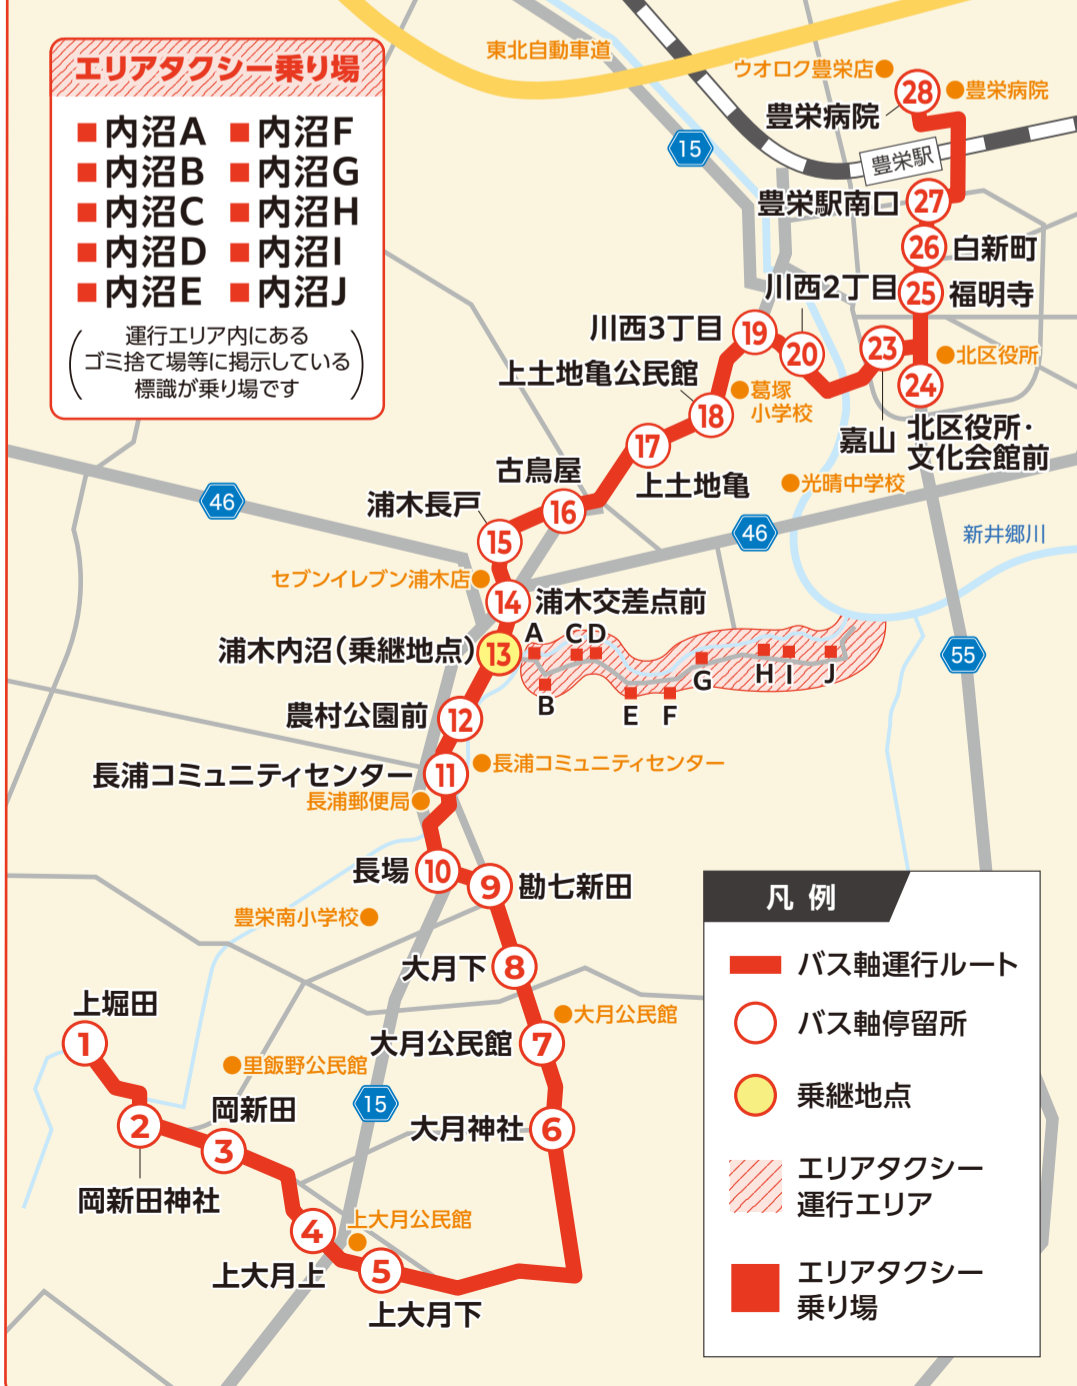 エリアタクシー乗り場
■内沼A ■内沼F
■内沼B ■内沼G
■内沼C ■内沼H
■内沼D ■内沼I
■内沼E ■内沼J
(運行エリア内にある
ゴミ捨て場等に掲示している
標識が乗り場です)
東北自動車道
ウオロク豊栄店
28
豊栄病院
豊栄病院
15
豊栄駅
豊栄駅南口
27
26
白新町
川西2丁目
25
福明寺
川西3丁目
19
20
23
北区役所
24
上土地亀公民館
葛塚
小学校
18
嘉山
北区役所・
文化会館前
17
上土地亀
古鳥屋
16
光晴中学校
46
浦木長戸
15
46
新井郷川
セブンイレブン浦木店
14
浦木交差点前
浦木内沼(乗継地点)
13
A
C
D
B
E
F
G
H
I
J
55
農村公園前
12
長浦コミュニティセンター
11
長浦コミュニティセンター
長浦郵便局
長場
10
9
勘七新田
豊栄南小学校
大月下
8
上堀田
1
大月公民館
大月公民館
7
里飯野公民館
岡新田
15
2
3
大月神社
6
岡新田神社
4
上大月公民館
上大月上
5
上大月下
凡例
バス軸運行ルート
バス軸停留所
乗継地点
エリアタクシー
運行エリア
エリアタクシー
乗り場